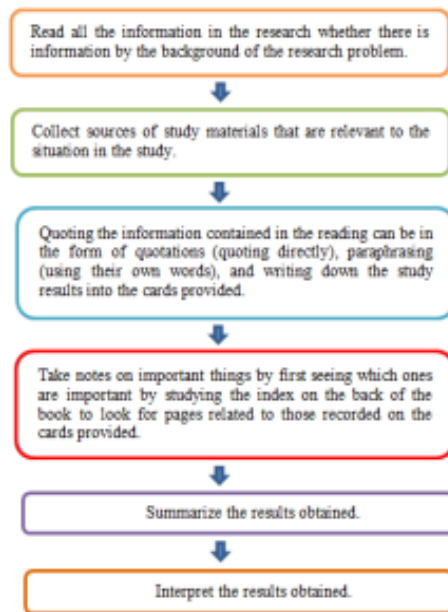 Read all the information in the research whether there is
information by the background of the research problem.
Collect sources of study materials that are relevant to the
situation in the study.
Quoting the information contained in the reading can be in
the form of quotations (quoting directly), paraphrasing
(using their own words), and writing down the study
results into the cards provided.
Take notes on important things by first seeing which ones
are important by studying the index on the back of the
book to look for pages related to those recorded on the
cards provided.
Summarize the results obtained.
Interpret the results obtained.